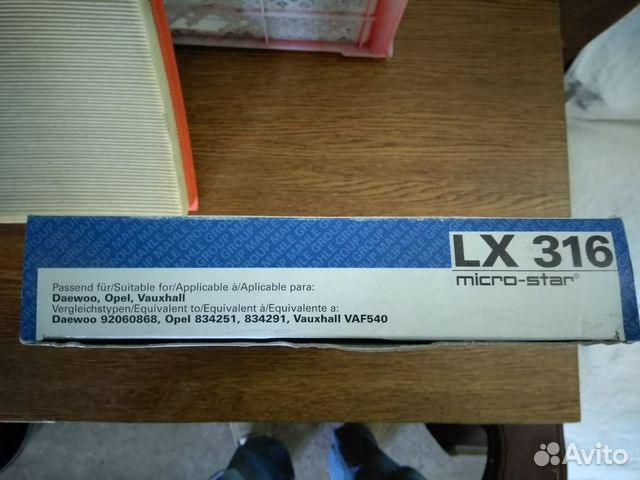 LX 316
micro-star®
Passend für/Suitable for/Applicable à/Aplicable para:
Daewoo, Opel, Vauxhall
Vergleichstypen/Equivalent to/Equivalent à/Equivalente a:
Daewoo 92060868, Opel 834251, 834291, Vauxhall VAF540
Avito